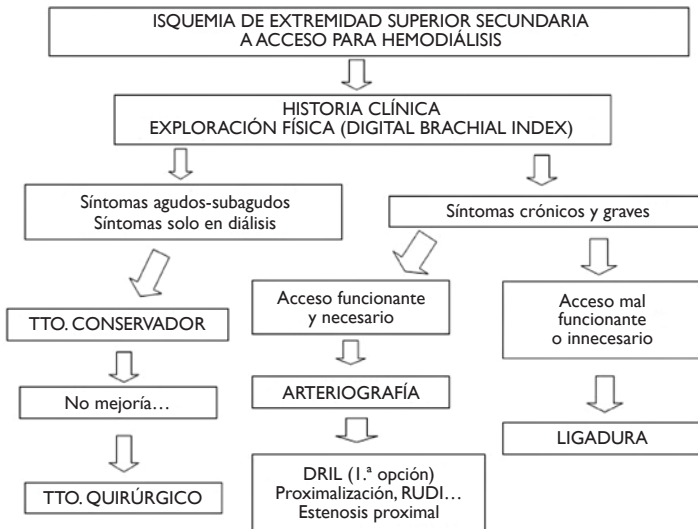 ISQUEMIA DE EXTREMIDAD SUPERIOR SECUNDARIA
A ACCESO PARA HEMODIÁLISIS
HISTORIA CLÍNICA
EXPLORACIÓN FÍSICA (DIGITAL BRACHIAL INDEX)
Síntomas agudos-subagudos
Síntomas solo en diálisis
Síntomas crónicos y graves
TTO. CONSERVADOR
Acceso funcionante
y necesario
Acceso mal
funcionante
o innecesario
No mejoría…
ARTERIOGRAFÍA
LIGADURA
TTO. QUIRÚRGICO
DRIL (1.ª opción)
Proximalización, RUDI…
Estenosis proximal